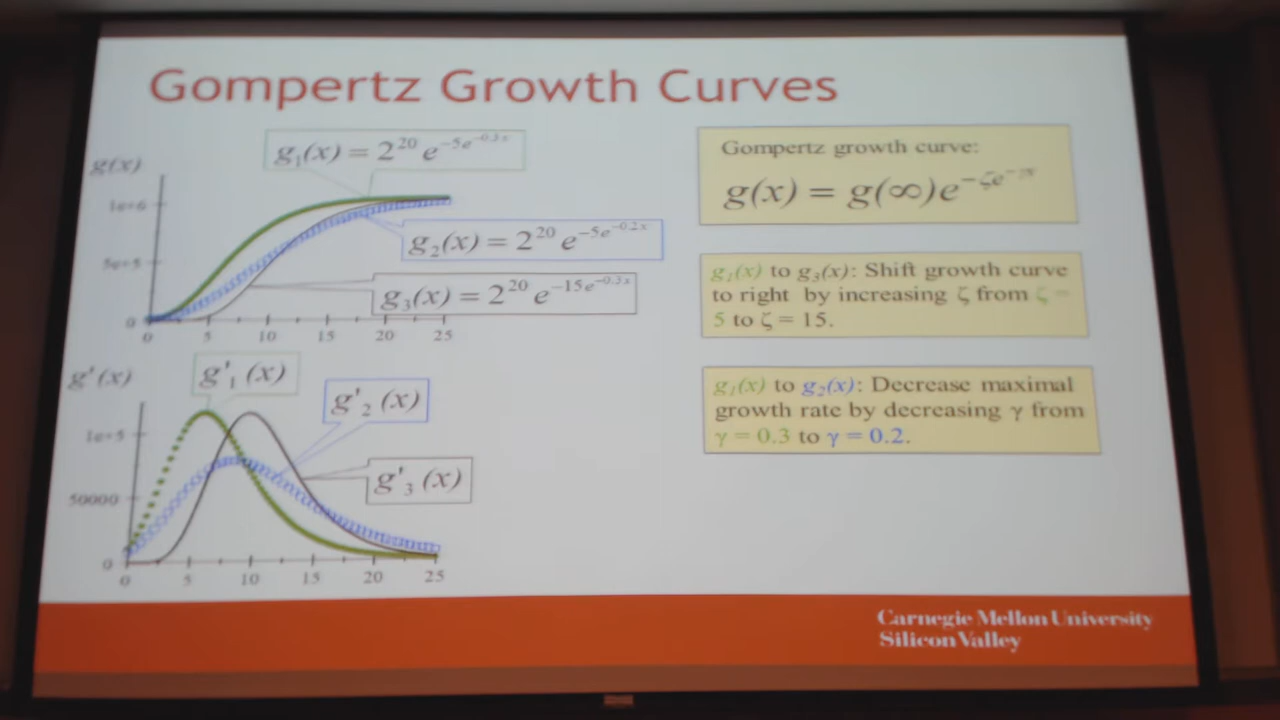 Gompertz Growth Curves
g₁(x) = 2²⁰ e^(−5e^(−0.3x))
g(x)
1e+6
5e+5
0
0 5 10 15 20 25
g₂(x) = 2²⁰ e^(−5e^(−0.2x))
g₃(x) = 2²⁰ e^(−15e^(−0.3x))
g'(x)
1e+5
50000
0
0 5 10 15 20 25
g'₁(x)
g'₂(x)
g'₃(x)
Gompertz growth curve:
g(x) = g(∞)e^(−ζe^(−γx))
g₁(x) to g₃(x): Shift growth curve
to right by increasing ζ from ζ =
5 to ζ = 15.
g₁(x) to g₂(x): Decrease maximal
growth rate by decreasing γ from
γ = 0.3 to γ = 0.2.
Carnegie Mellon University
Silicon Valley